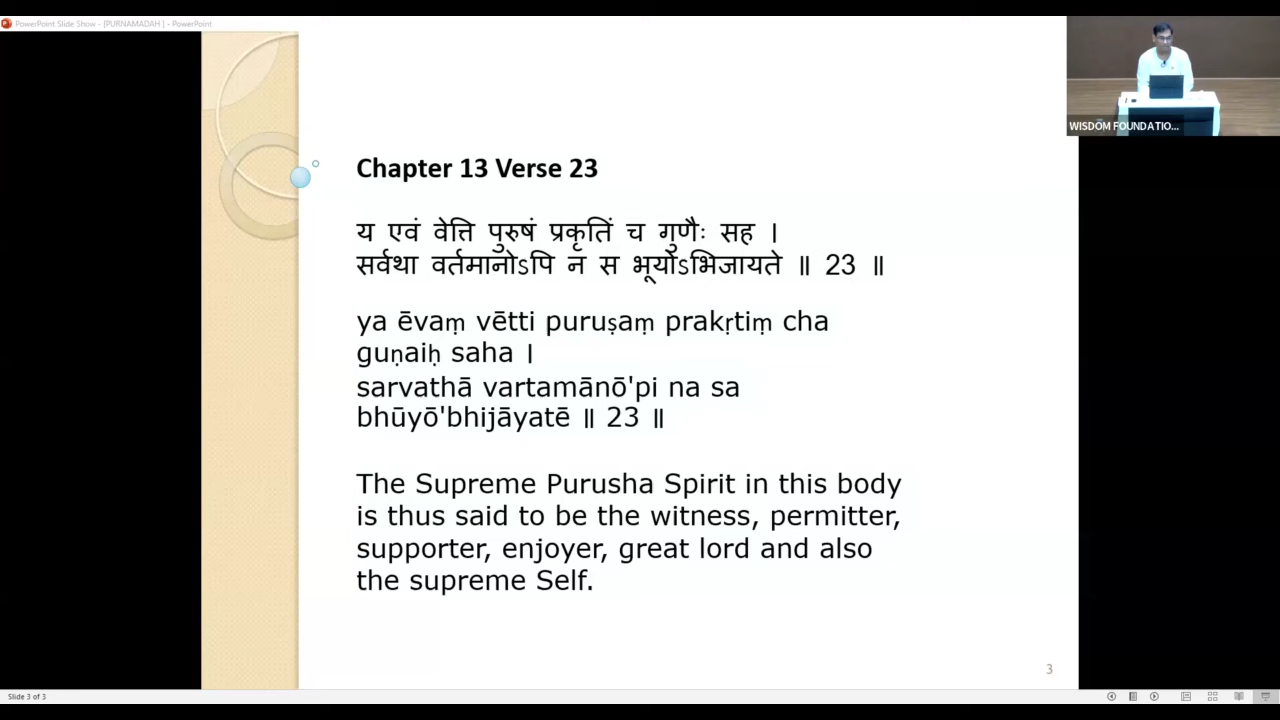 PowerPoint Slide Show - [PURNAMADAH ] - PowerPoint
WISDOM FOUNDATIO...
Chapter 13 Verse 23
य एवं वेत्ति पुरुषं प्रकृतिं च गुणैः सह ।
सर्वथा वर्तमानोऽपि न स भूयोऽभिजायते ॥ 23 ॥
ya ēvaṃ vētti puruṣaṃ prakṛtiṃ cha
guṇaiḥ saha ।
sarvathā vartamānō'pi na sa
bhūyō'bhijāyatē ॥ 23 ॥
The Supreme Purusha Spirit in this body
is thus said to be the witness, permitter,
supporter, enjoyer, great lord and also
the supreme Self.
3
Slide 3 of 3